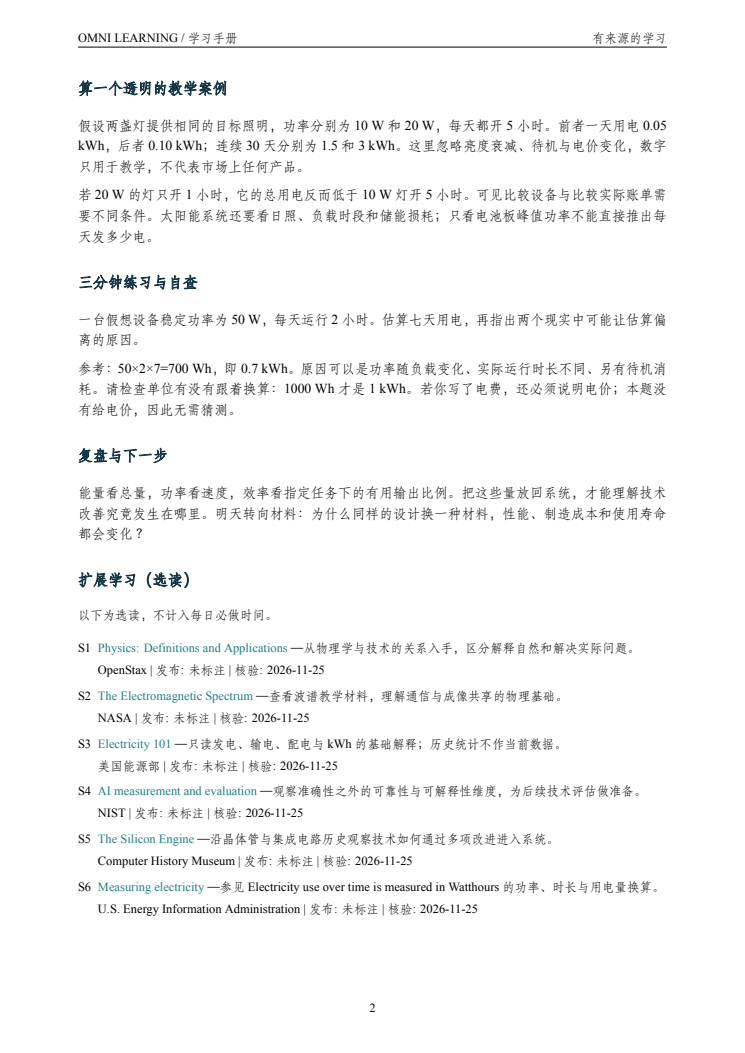 OMNI LEARNING / 学习手册
有来源的学习
算一个透明的教学案例
假设两盏灯提供相同的目标照明，功率分别为 10 W 和 20 W，每天都开 5 小时。前者一天用电 0.05
kWh，后者 0.10 kWh；连续 30 天分别为 1.5 和 3 kWh。这里忽略亮度衰减、待机与电价变化，数字
只用于教学，不代表市场上任何产品。
若 20 W 的灯只开 1 小时，它的总用电反而低于 10 W 灯开 5 小时。可见比较设备与比较实际账单需
要不同条件。太阳能系统还要看日照、负载时段和储能损耗；只看电池板峰值功率不能直接推出每
天发多少电。
三分钟练习与自查
一台假想设备稳定功率为 50 W，每天运行 2 小时。估算七天用电，再指出两个现实中可能让估算偏
离的原因。
参考：50×2×7=700 Wh，即 0.7 kWh。原因可以是功率随负载变化、实际运行时长不同、另有待机消
耗。请检查单位有没有跟着换算：1000 Wh 才是 1 kWh。若你写了电费，还必须说明电价；本题没
有给电价，因此无需猜测。
复盘与下一步
能量看总量，功率看速度，效率看指定任务下的有用输出比例。把这些量放回系统，才能理解技术
改善究竟发生在哪里。明天转向材料：为什么同样的设计换一种材料，性能、制造成本和使用寿命
都会变化？
扩展学习（选读）
以下为选读，不计入每日必做时间。
S1 Physics: Definitions and Applications —从物理学与技术的关系入手，区分解释自然和解决实际问题。
OpenStax | 发布: 未标注 | 核验: 2026-11-25
S2 The Electromagnetic Spectrum —查看波谱教学材料，理解通信与成像共享的物理基础。
NASA | 发布: 未标注 | 核验: 2026-11-25
S3 Electricity 101 —只读发电、输电、配电与 kWh 的基础解释；历史统计不作当前数据。
美国能源部 | 发布: 未标注 | 核验: 2026-11-25
S4 AI measurement and evaluation —观察准确性之外的可靠性与可解释性维度，为后续技术评估做准备。
NIST | 发布: 未标注 | 核验: 2026-11-25
S5 The Silicon Engine —沿晶体管与集成电路历史观察技术如何通过多项改进进入系统。
Computer History Museum | 发布: 未标注 | 核验: 2026-11-25
S6 Measuring electricity —参见 Electricity use over time is measured in Watthours 的功率、时长与用电量换算。
U.S. Energy Information Administration | 发布: 未标注 | 核验: 2026-11-25
2